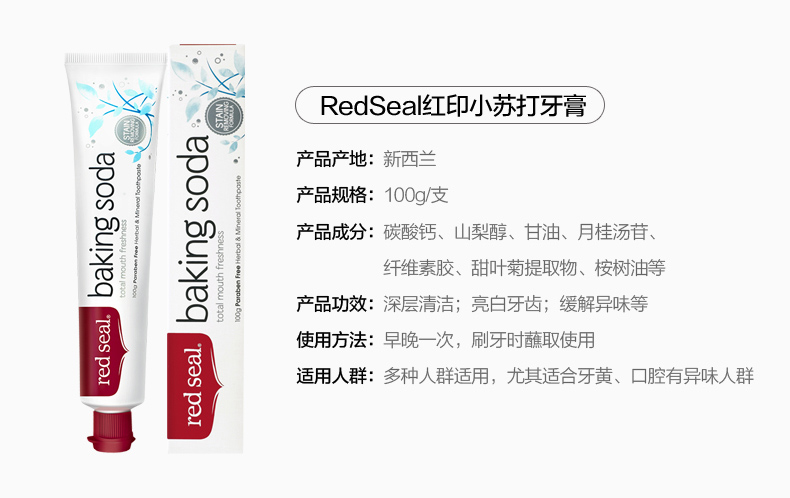 STAIN
REMOVING
FORMULA
baking soda
total mouth freshness
100g Paraben Free Herbal & Mineral Toothpaste
red seal®
STAIN
REMOVING
FORMULA
baking soda
total mouth freshness
100g Paraben Free Herbal & Mineral Toothpaste
red seal®
RedSeal红印小苏打牙膏
产品产地：新西兰
产品规格：100g/支
产品成分：碳酸钙、山梨醇、甘油、月桂汤苷、
纤维素胶、甜叶菊提取物、桉树油等
产品功效：深层清洁；亮白牙齿；缓解异味等
使用方法：早晚一次，刷牙时蘸取使用
适用人群：多种人群适用，尤其适合牙黄、口腔有异味人群